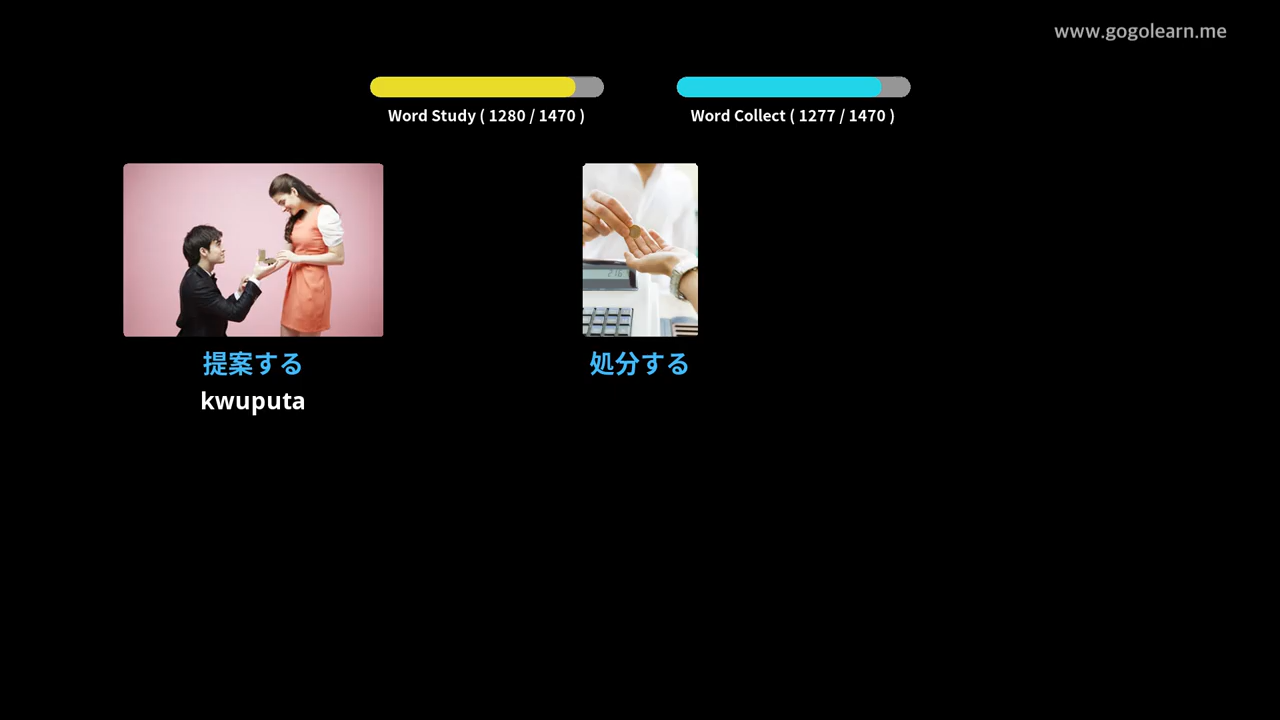 www.gogolearn.me
Word Study ( 1280 / 1470 )
Word Collect ( 1277 / 1470 )
216
提案する
処分する
kwuputa